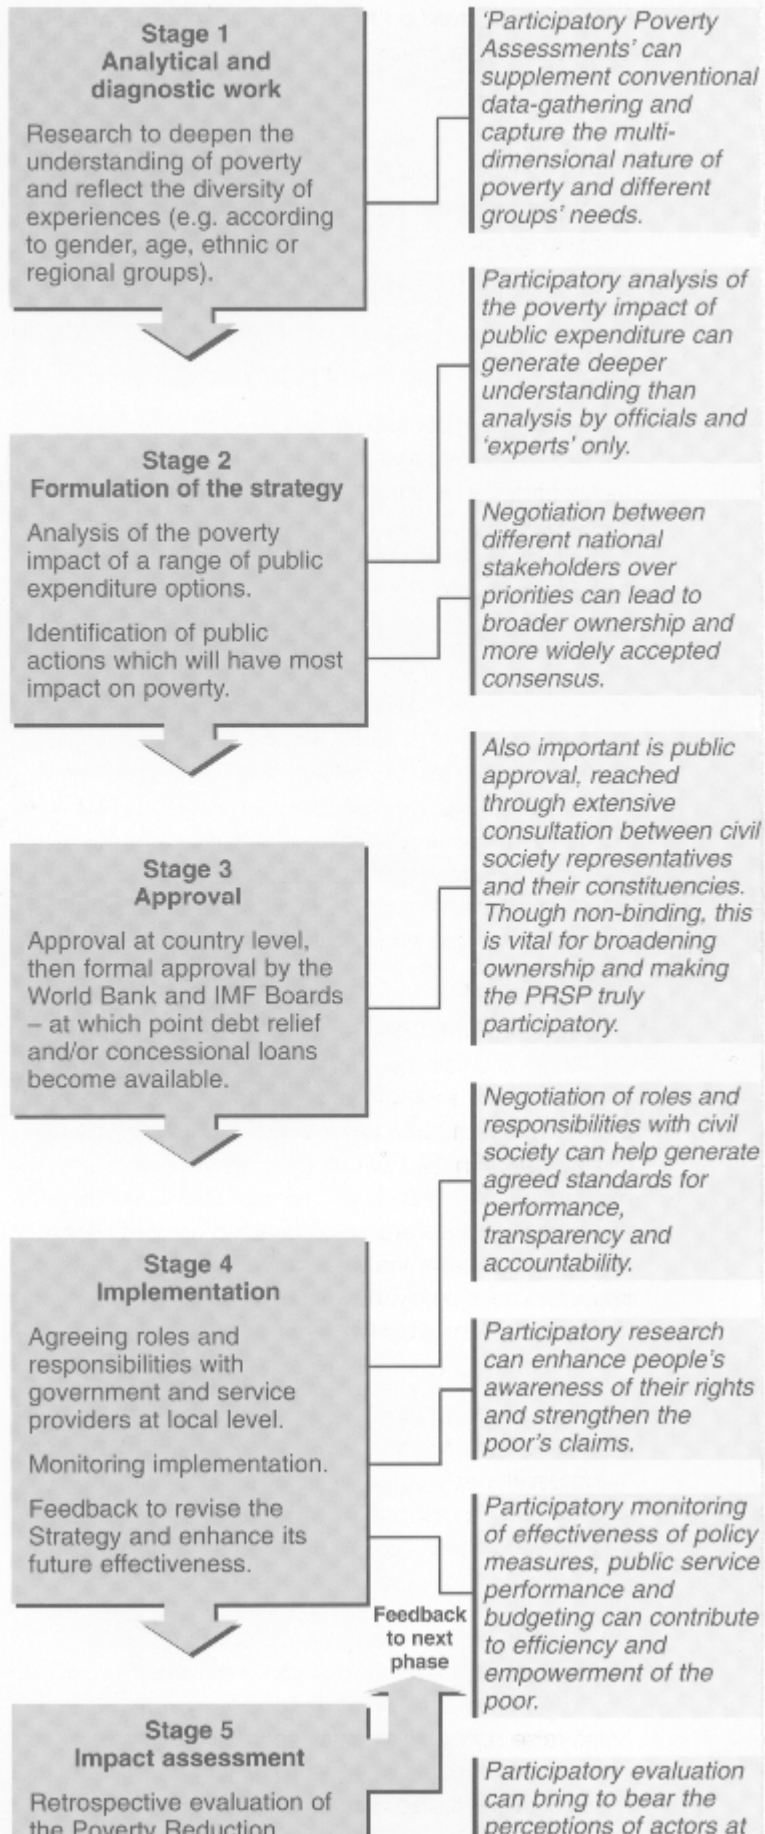 Stage 1
Analytical and
diagnostic work
Research to deepen the
understanding of poverty
and reflect the diversity of
experiences (e.g. according
to gender, age, ethnic or
regional groups).
'Participatory Poverty
Assessments' can
supplement conventional
data-gathering and
capture the multi-
dimensional nature of
poverty and different
groups' needs.
Stage 2
Formulation of the strategy
Analysis of the poverty
impact of a range of public
expenditure options.
Identification of public
actions which will have most
impact on poverty.
Participatory analysis of
the poverty impact of
public expenditure can
generate deeper
understanding than
analysis by officials and
'experts' only.
Negotiation between
different national
stakeholders over
priorities can lead to
broader ownership and
more widely accepted
consensus.
Stage 3
Approval
Approval at country level,
then formal approval by the
World Bank and IMF Boards
– at which point debt relief
and/or concessional loans
become available.
Also important is public
approval, reached
through extensive
consultation between civil
society representatives
and their constituencies.
Though non-binding, this
is vital for broadening
ownership and making
the PRSP truly
participatory.
Stage 4
Implementation
Agreeing roles and
responsibilities with
government and service
providers at local level.
Monitoring implementation.
Feedback to revise the
Strategy and enhance its
future effectiveness.
Negotiation of roles and
responsibilities with civil
society can help generate
agreed standards for
performance,
transparency and
accountability.
Participatory research
can enhance people's
awareness of their rights
and strengthen the
poor's claims.
Participatory monitoring
of effectiveness of policy
measures, public service
performance and
budgeting can contribute
to efficiency and
empowerment of the
poor.
Feedback
to next
phase
Stage 5
Impact assessment
Retrospective evaluation of
the Poverty Reduction
Participatory evaluation
can bring to bear the
perceptions of actors at